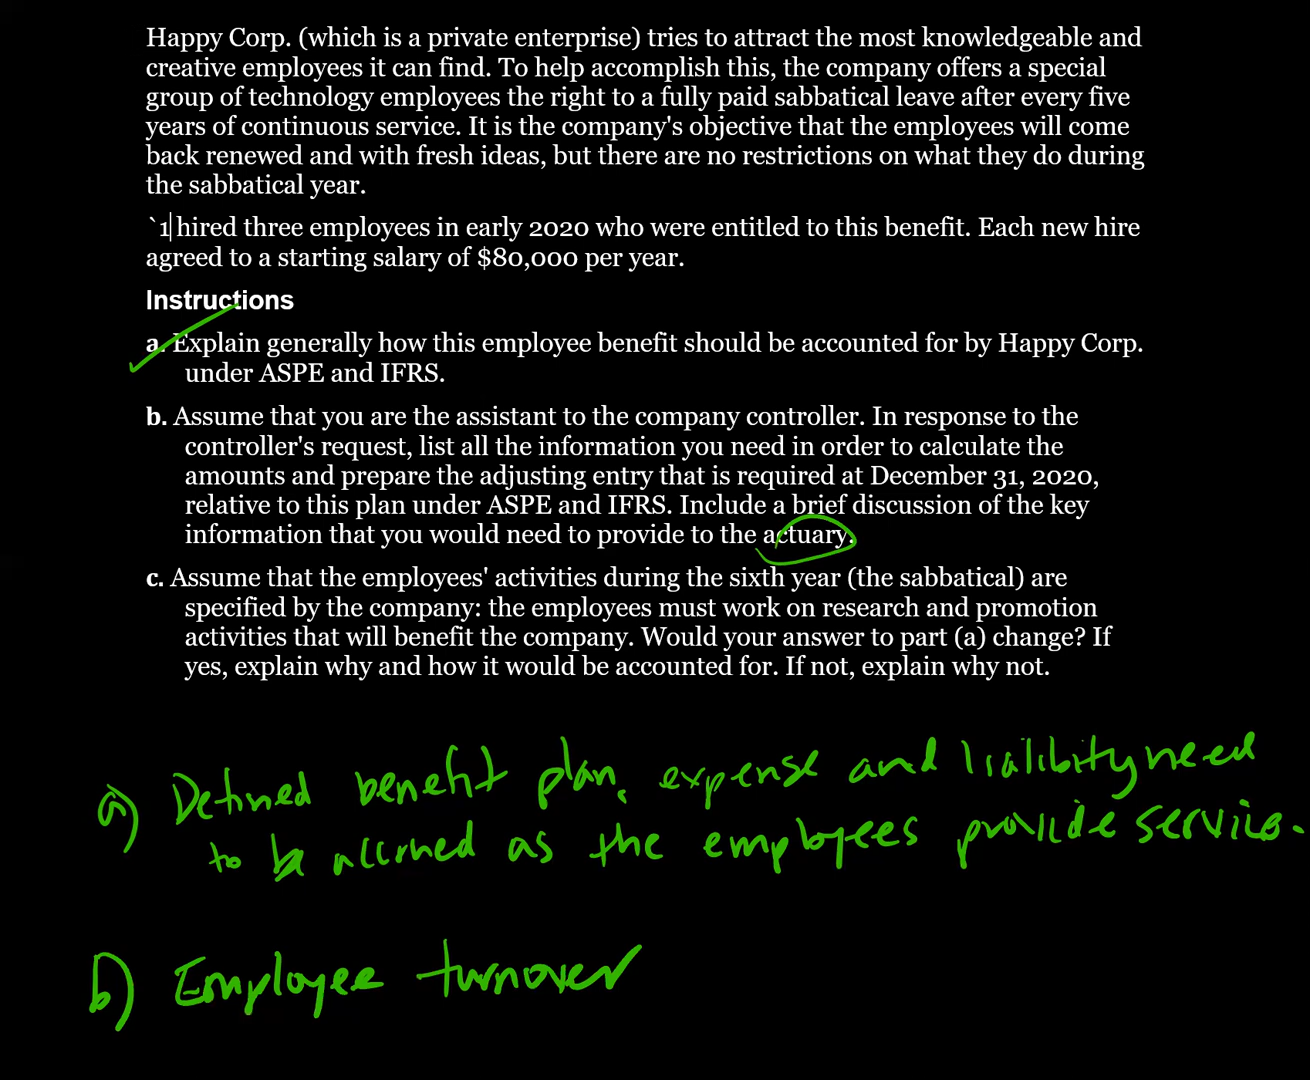 Happy Corp. (which is a private enterprise) tries to attract the most knowledgeable and
creative employees it can find. To help accomplish this, the company offers a special
group of technology employees the right to a fully paid sabbatical leave after every five
years of continuous service. It is the company's objective that the employees will come
back renewed and with fresh ideas, but there are no restrictions on what they do during
the sabbatical year.
`1 hired three employees in early 2020 who were entitled to this benefit. Each new hire
agreed to a starting salary of $80,000 per year.
Instructions
a. Explain generally how this employee benefit should be accounted for by Happy Corp.
under ASPE and IFRS.
b. Assume that you are the assistant to the company controller. In response to the
controller's request, list all the information you need in order to calculate the
amounts and prepare the adjusting entry that is required at December 31, 2020,
relative to this plan under ASPE and IFRS. Include a brief discussion of the key
information that you would need to provide to the actuary.
c. Assume that the employees' activities during the sixth year (the sabbatical) are
specified by the company: the employees must work on research and promotion
activities that will benefit the company. Would your answer to part (a) change? If
yes, explain why and how it would be accounted for. If not, explain why not.
a) Defined benefit plan, expense and lialibity need
to be accrued as the employees provide service.
b) Employee turnover